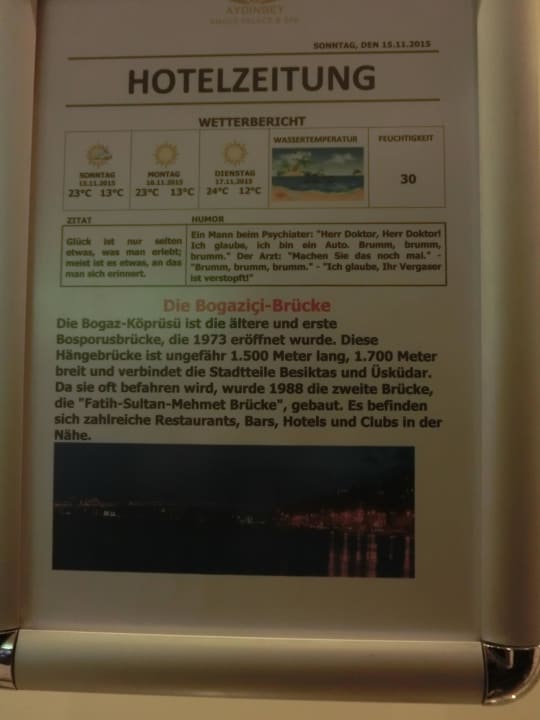 AYDINBEY
SONNTAG, DEN 15.11.2015
HOTELZEITUNG
WETTERBERICHT
SONNTAG
15.11.2015
23°C 13°C
MONTAG
16.11.2015
23°C 13°C
DIENSTAG
17.11.2015
24°C 12°C
WASSERTEMPERATUR
FEUCHTIGKEIT
30
ZITAT
Glück ist nur selten
etwas, was man erlebt;
meist ist es etwas, an das
man sich erinnert.
HUMOR
Ein Mann beim Psychiater: "Herr Doktor, Herr Doktor!
Ich glaube, ich bin ein Auto. Brumm, brumm,
brumm." Der Arzt: "Machen Sie das noch mal." -
"Brumm, brumm, brumm." - "Ich glaube, Ihr Vergaser
ist verstopft!"
Die Bogaziçi-Brücke
Die Bogaz-Köprüsü ist die ältere und erste
Bosporusbrücke, die 1973 eröffnet wurde. Diese
Hängebrücke ist ungefähr 1.500 Meter lang, 1.700 Meter
breit und verbindet die Stadtteile Besiktas und Üsküdar.
Da sie oft befahren wird, wurde 1988 die zweite Brücke,
die "Fatih-Sultan-Mehmet Brücke", gebaut. Es befinden
sich zahlreiche Restaurants, Bars, Hotels und Clubs in der
Nähe.